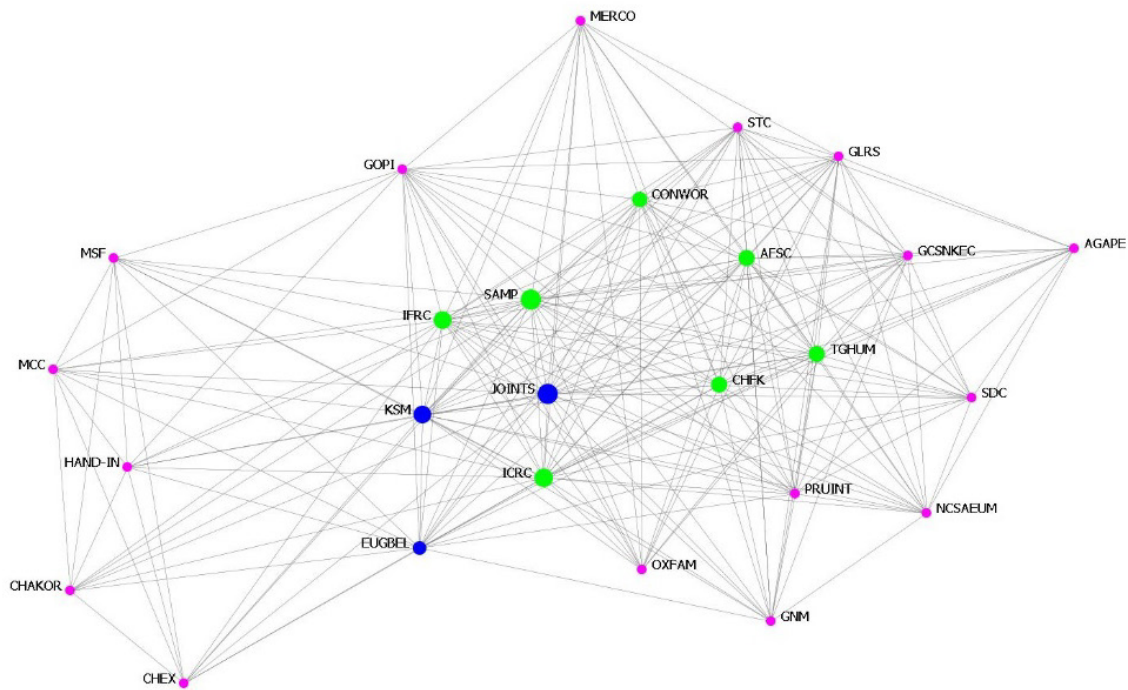 MERCO
STC
GLRS
GOPI
CONWOR
AGAPE
MSF
AFSC
GCSNKEC
SAMP
IFRC
TGHUM
MCC
CHFK
JOINTS
SDC
KSM
HAND-IN
ICRC
PRUINT
NCSAEUM
EUGBEL
OXFAM
CHAKOR
GNM
CHEX